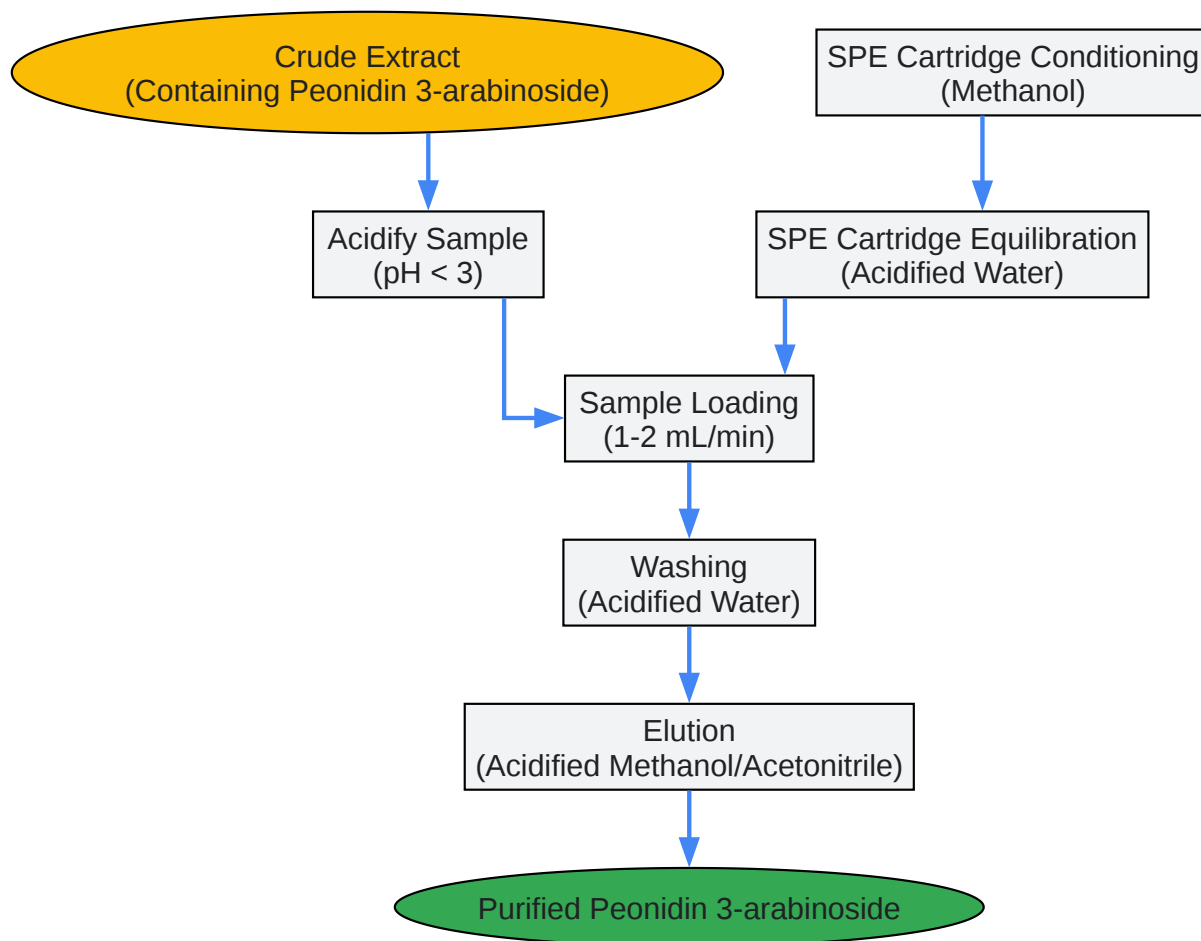 Crude Extract
(Containing Peonidin 3-arabinoside)
SPE Cartridge Conditioning
(Methanol)
Acidify Sample
(pH < 3)
SPE Cartridge Equilibration
(Acidified Water)
Sample Loading
(1-2 mL/min)
Washing
(Acidified Water)
Elution
(Acidified Methanol/Acetonitrile)
Purified Peonidin 3-arabinoside